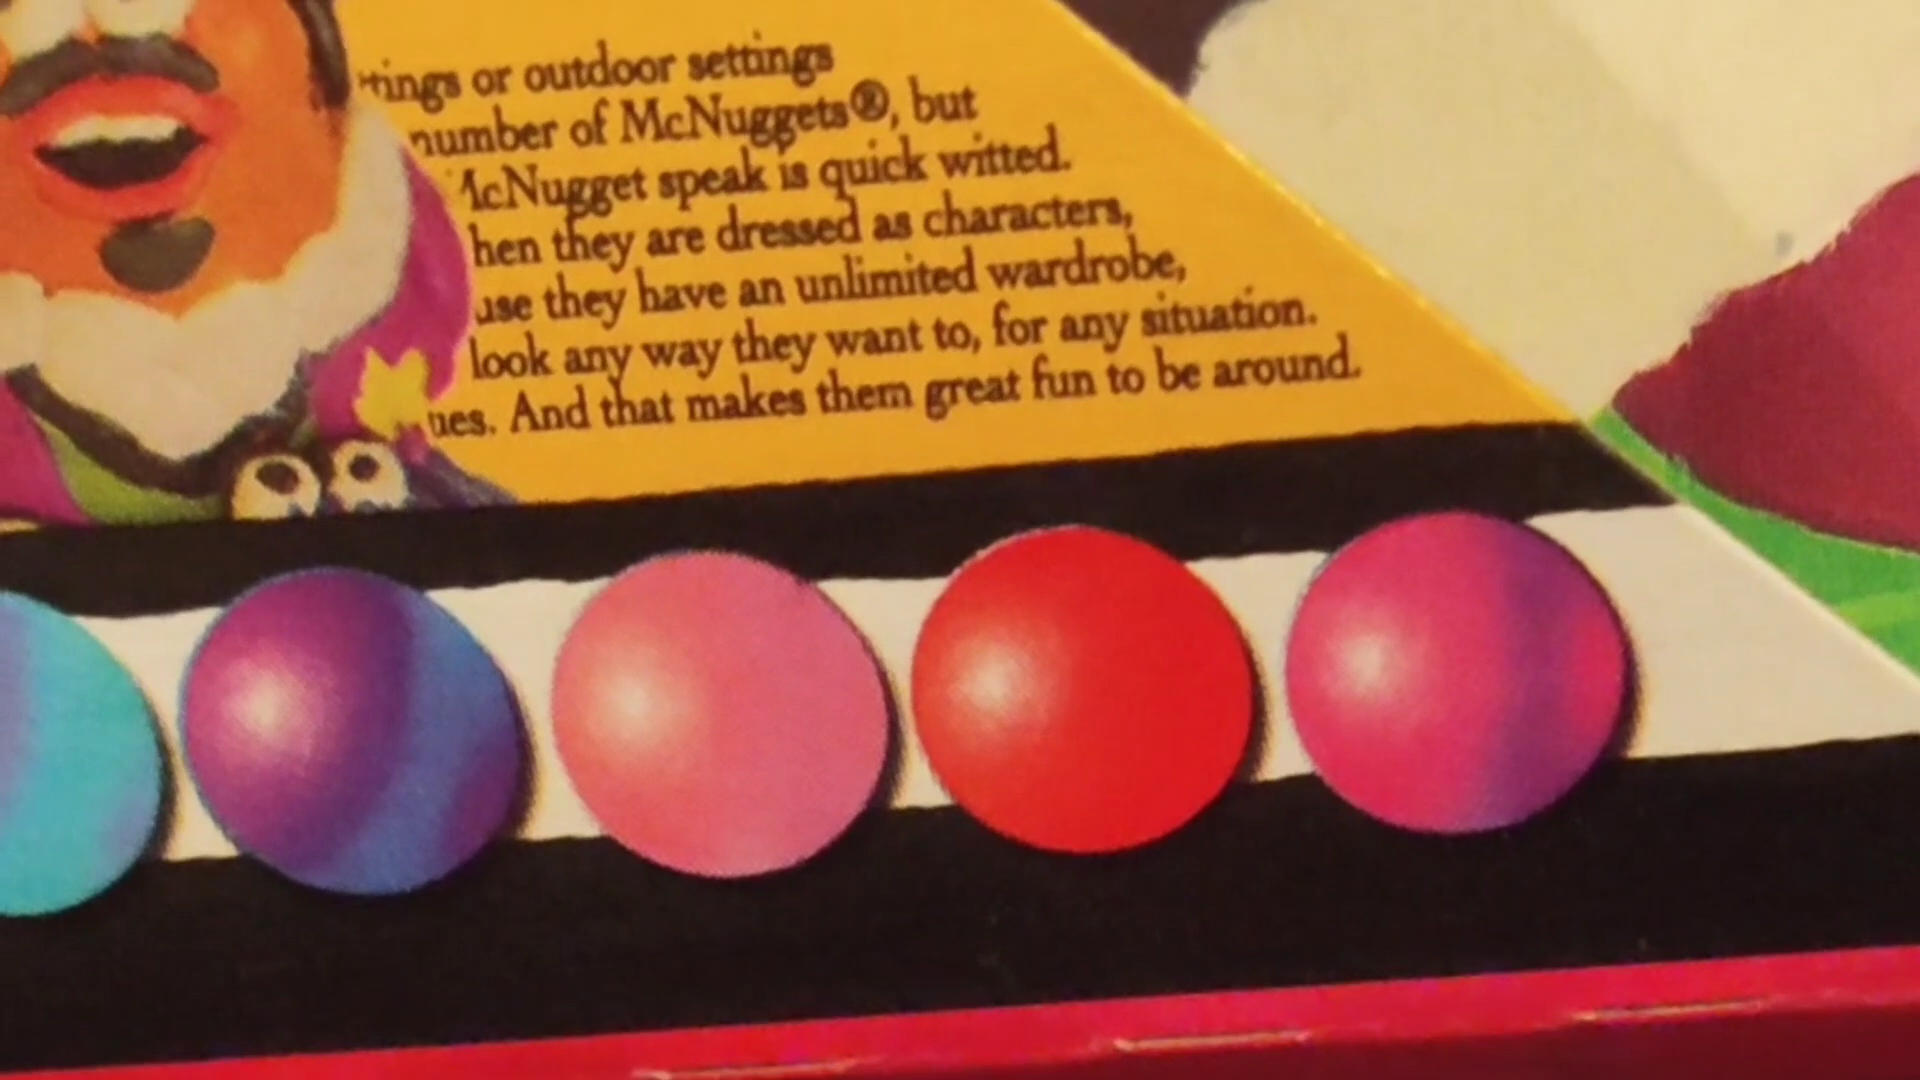 ttings or outdoor settings
number of McNuggets®, but
McNugget speak is quick witted.
hen they are dressed as characters,
use they have an unlimited wardrobe,
look any way they want to, for any situation.
ues. And that makes them great fun to be around.